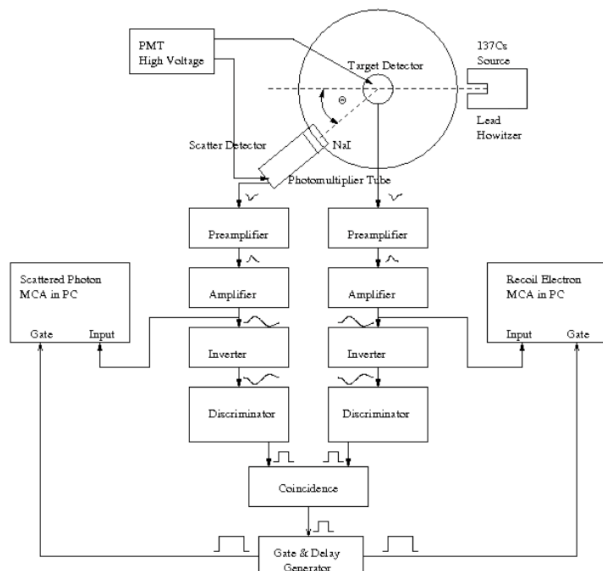 PMT
High Voltage
Target Detector
137Cs
Source
Θ
Lead
Howitzer
Scatter Detector
NaI
Photomultiplier Tube
Preamplifier
Preamplifier
Scattered Photon
MCA in PC
Gate
Input
Amplifier
Amplifier
Recoil Electron
MCA in PC
Input
Gate
Inverter
Inverter
Discriminator
Discriminator
Coincidence
Gate & Delay
Generator